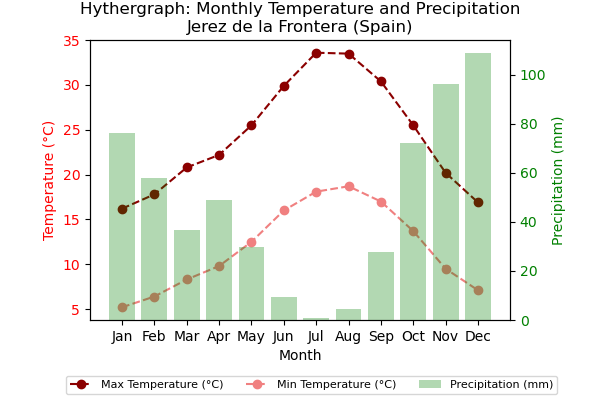 Hythergraph: Monthly Temperature and Precipitation
Jerez de la Frontera (Spain)
35
30
25
20
15
10
5
Temperature (°C)
100
80
60
40
20
0
Precipitation (mm)
Jan Feb Mar Apr May Jun Jul Aug Sep Oct Nov Dec
Month
Max Temperature (°C) Min Temperature (°C) Precipitation (mm)